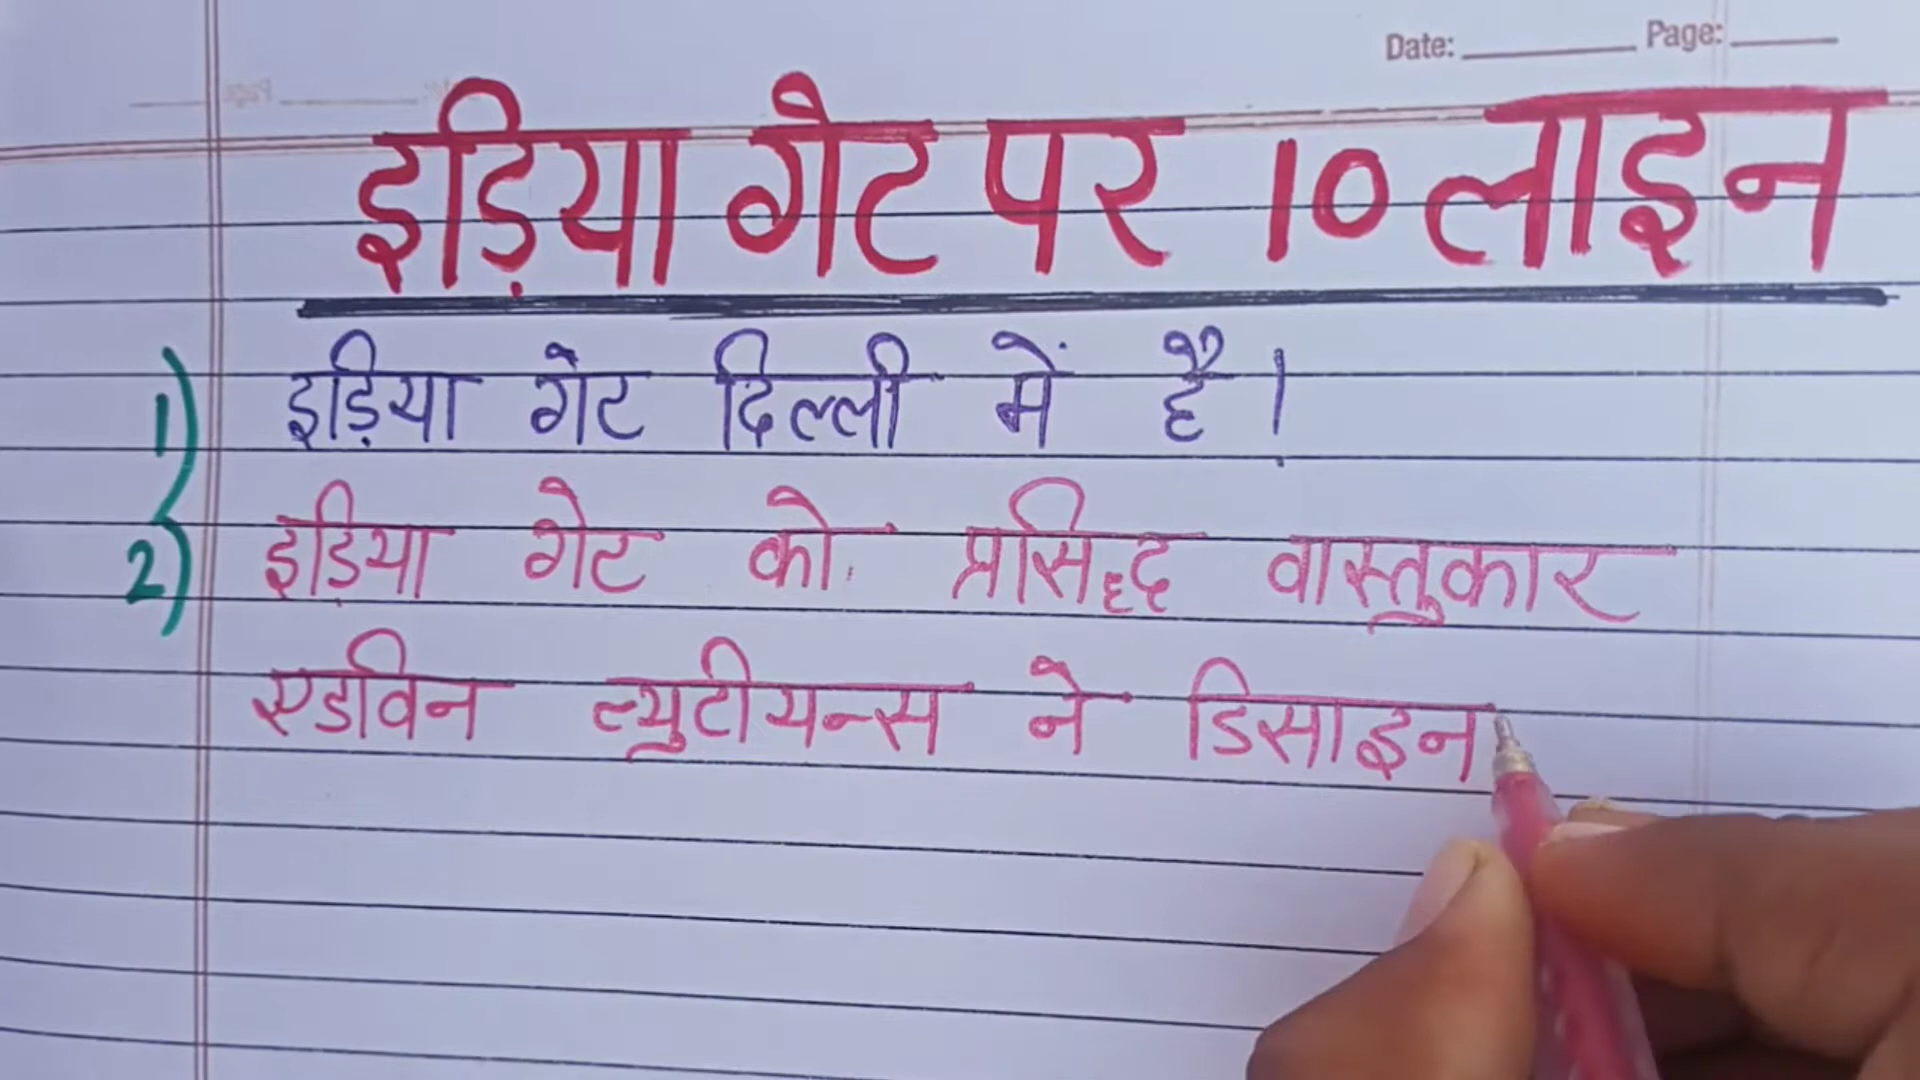 Date: Page:
इड़िया गेट पर 10 लाइन
1) इड़िया गेट दिल्ली में है।
2) इड़िया गेट को प्रसिद्ध वास्तुकार
एडविन ल्युटीयन्स ने डिसाइन